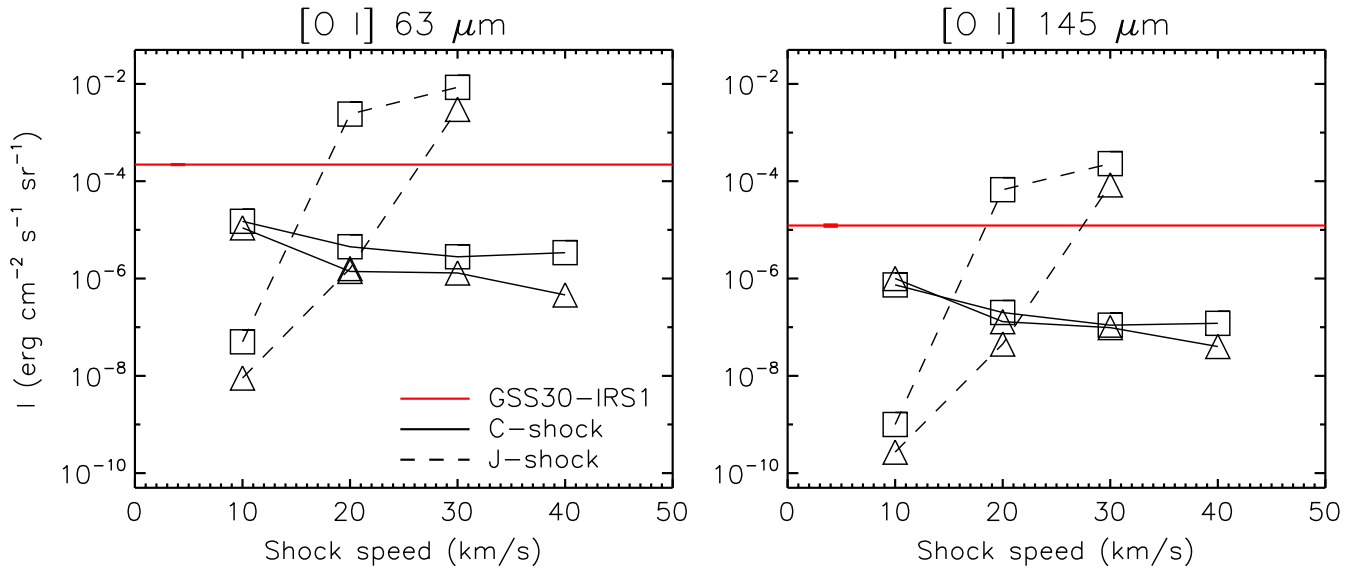 [O I] 63 μm
[O I] 145 μm
I (erg cm⁻² s⁻¹ sr⁻¹)
10⁻²
10⁻⁴
10⁻⁶
10⁻⁸
10⁻¹⁰
10⁻²
10⁻⁴
10⁻⁶
10⁻⁸
10⁻¹⁰
GSS30−IRS1
C−shock
J−shock
0 10 20 30 40 50
0 10 20 30 40 50
Shock speed (km/s)
Shock speed (km/s)